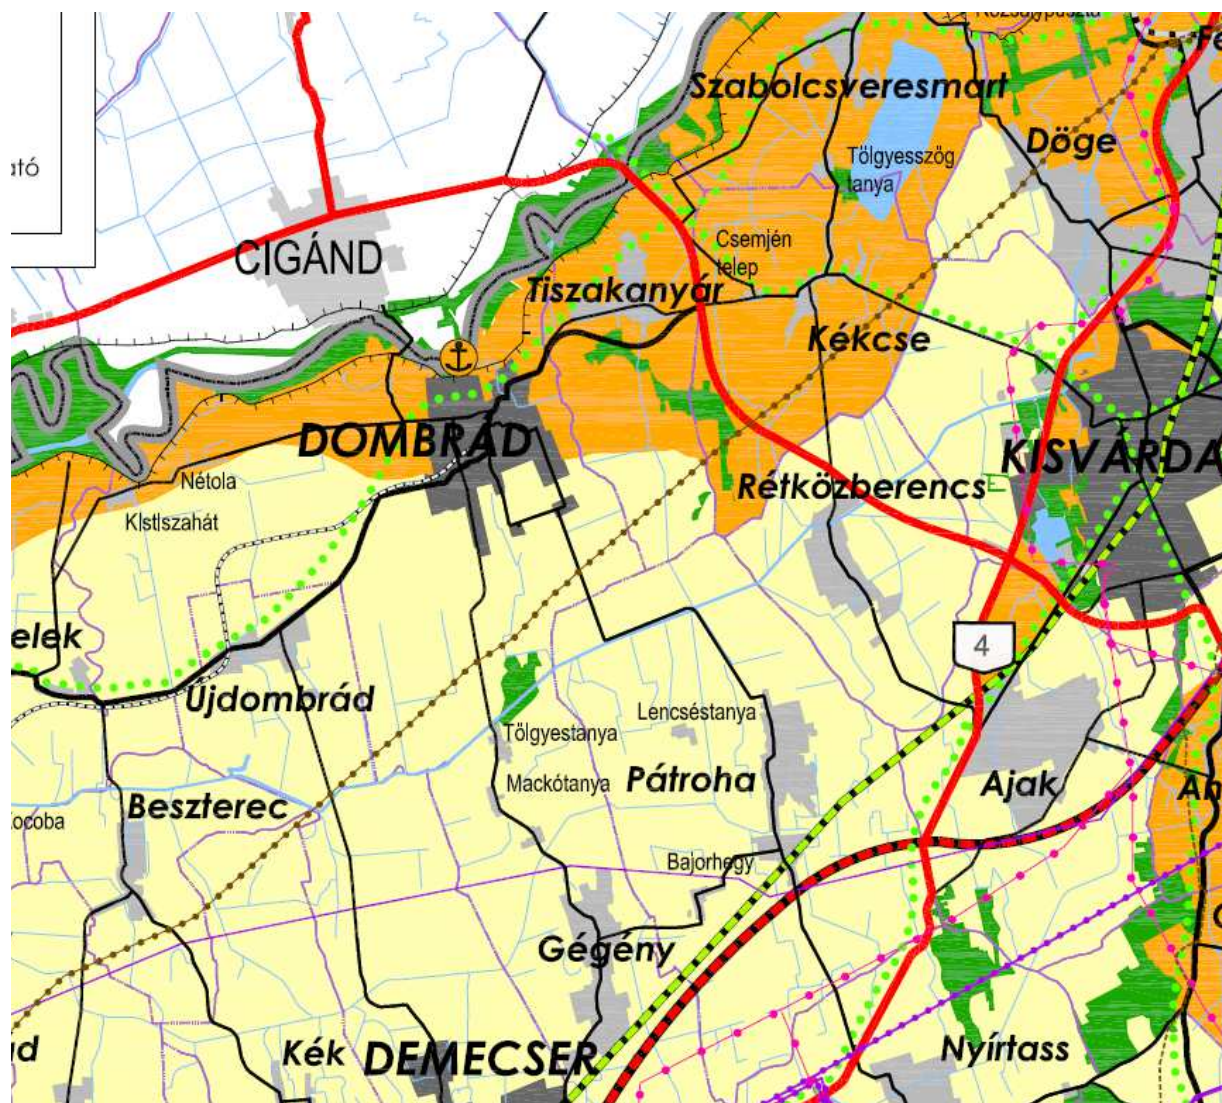 ató
Szabolcsveresmart
Döge
Tölgyesszög
tanya
CIGÁND
Csemjén
telep
Tiszakanyár
Kékcse
DOMBRÁD
KISVÁRDA
Nétola
Rétközberencs
E
KIstIszahát
elek
4
Újdombrád
Lencséstanya
Tölgyestanya
Pátroha
Mackótanya
Ajak
An
Beszterec
ocoba
Bajorhegy
Gégény
Kék
DEMECSER
Nyírtass